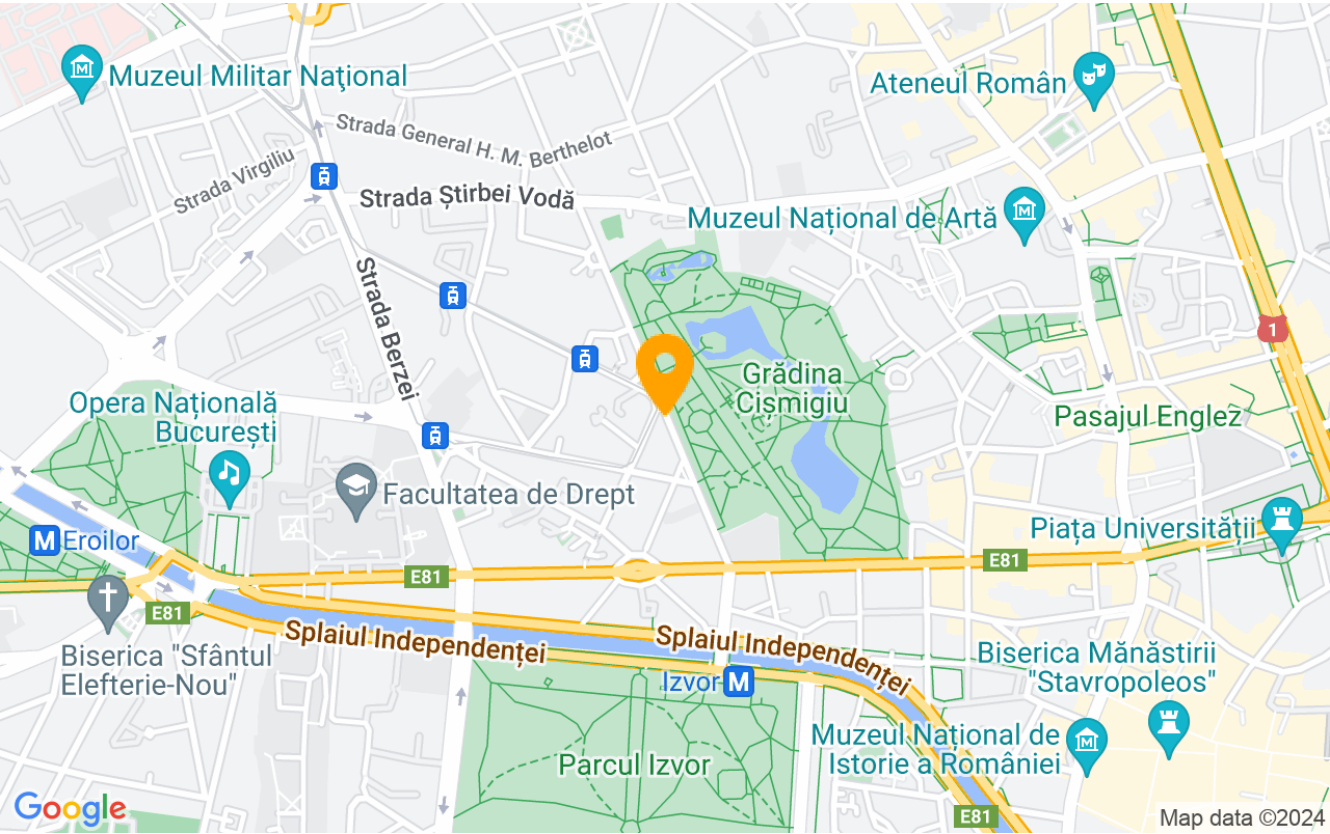 Muzeul Militar Naţional
Ateneul Român
Strada General H. M. Berthelot
Strada Virgiliu
Strada Știrbei Vodă
Muzeul Național de Artă
Strada Berzei
1
Grădina
Cișmigiu
Opera Națională
București
Pasajul Englez
Facultatea de Drept
Piața Universității
M Eroilor
E81
E81
E81
Splaiul Independenței
Splaiul Independenței
Biserica "Sfântul
Elefterie-Nou"
Biserica Mănăstirii
"Stavropoleos"
Izvor M
Muzeul Național de
Istorie a României
Parcul Izvor
Google
E81
Map data ©2024